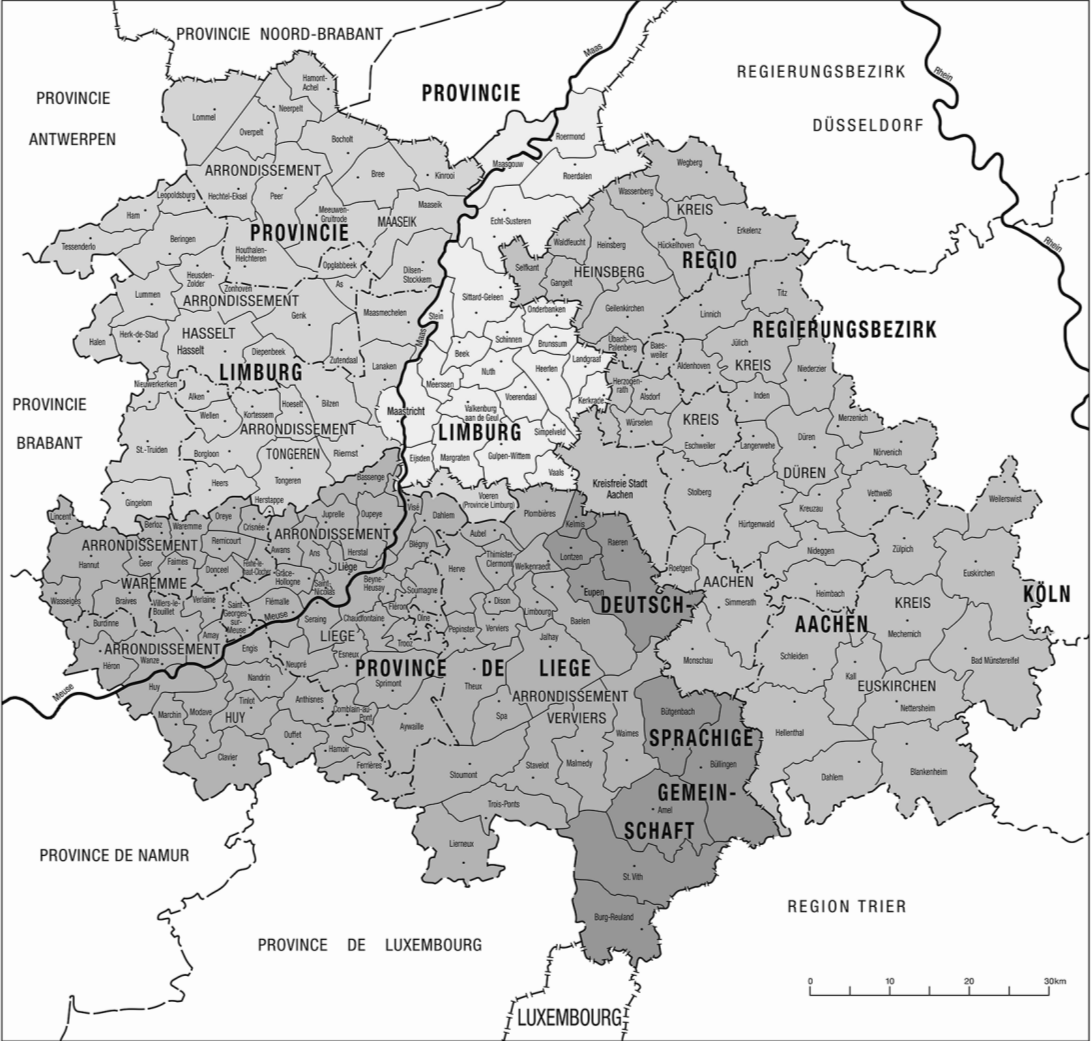 PROVINCIE NOORD-BRABANT
Maas
PROVINCIE
ANTWERPEN
PROVINCIE
REGIERUNGSBEZIRK
DÜSSELDORF
Rhein
Rhein
Hamont-
Achel
Lommel
Neerpelt
Overpelt
Bocholt
ARRONDISSEMENT
Bree
Kinrooi
Leopoldsburg
Hechtel-Eksel
Peer
Meeuwen-
Gruitrode
MAASEIK
Maaseik
Ham
PROVINCIE
Tessenderlo
Beringen
Houthalen-
Helchteren
Opglabbeek
As
Dilsen-
Stockkem
Heusden-
Zolder
Zonhoven
Lummen
ARRONDISSEMENT
Genk
Maasmechelen
Halen
Herk-de-Stad
HASSELT
Hasselt
Diepenbeek
Zutendaal
Lanaken
LIMBURG
Nieuwerkerken
Alken
Wellen
Kortessem
Hoeselt
Bilzen
ARRONDISSEMENT
PROVINCIE
BRABANT
St.-Truiden
Borgloon
TONGEREN
Riemst
Gingelom
Heers
Tongeren
Herstappe
Roermond
Maasgouw
Roerdalen
Echt-Susteren
Sittard-Geleen
Stein
Maas
Onderbanken
Schinnen
Brunssum
Beek
Nuth
Heerlen
Landgraaf
Meerssen
Voerendaal
Kerkrade
Maastricht
Valkenburg
aan de Geul
LIMBURG
Simpelveld
Eijsden
Margraten
Gulpen-Wittem
Vaals
Wegberg
Wassenberg
KREIS
Erkelenz
Waldfeucht
Heinsberg
Hückelhoven
REGIO
Selfkant
HEINSBERG
Gangelt
Geilenkirchen
Linnich
Titz
REGIERUNGSBEZIRK
Übach-
Palenberg
Baes-
weiler
Jülich
Aldenhoven
KREIS
Niederzier
Herzogen-
rath
Alsdorf
Inden
Würselen
KREIS
Merzenich
Eschweiler
Langerwehe
Düren
Nörvenich
DÜREN
Kreisfreie Stadt
Aachen
Stolberg
Vettweiß
Kreuzau
Hürtgenwald
Weilerswist
Nideggen
Zülpich
Roetgen
AACHEN
Euskirchen
Simmerath
Heimbach
KREIS
KÖLN
AACHEN
Mechernich
Monschau
Schleiden
Bad Münstereifel
Kall
EUSKIRCHEN
Nettersheim
Hellenthal
Dahlem
Blankenheim
Lincent
Berloz
Waremme
Oreye
Crisnée
Juprelle
Oupeye
Bassenge
Visé
Dahlem
Voeren
(Provincie Limburg)
Plombières
Kelmis
ARRONDISSEMENT
Remicourt
ARRONDISSEMENT
Awans
Ans
Herstal
Liège
Blégny
Aubel
Hannut
Geer
Faimes
Donceel
Grâce-
Hollogne
Herve
Thimister
Clermont
Welkenraedt
Lontzen
Raeren
WAREMME
Saint-
Nicolas
Beyne-
Heusay
Soumagne
Eupen
Wasseiges
Braives
Villers-le-
Bouillet
Verlaine
Saint-
Georges
sur-
Meuse
Flémalle
Meuse
Seraing
Chaudfontaine
Fléron
Olne
Dison
Limbourg
DEUTSCH-
Burdinne
Amay
LIEGE
Trooz
Pepinster
Verviers
Baelen
ARRONDISSEMENT
Engis
Neupré
Esneux
Jalhay
Héron
Wanze
PROVINCE DE LIEGE
Meuse
Huy
Nandrin
Sprimont
Theux
ARRONDISSEMENT
Marchin
Modave
Tinlot
Anthisnes
Comblain-au-
Pont
Aywaille
Spa
VERVIERS
HUY
Duffet
Hamoir
Waimes
Bütgenbach
SPRACHIGE
Clavier
Ferrières
Stoumont
Stavelot
Malmedy
Büllingen
GEMEIN-
Trois-Ponts
Amel
SCHAFT
Lierneux
St. Vith
Burg-Reuland
PROVINCE DE NAMUR
REGION TRIER
PROVINCE DE LUXEMBOURG
LUXEMBOURG
0 10 20 30km